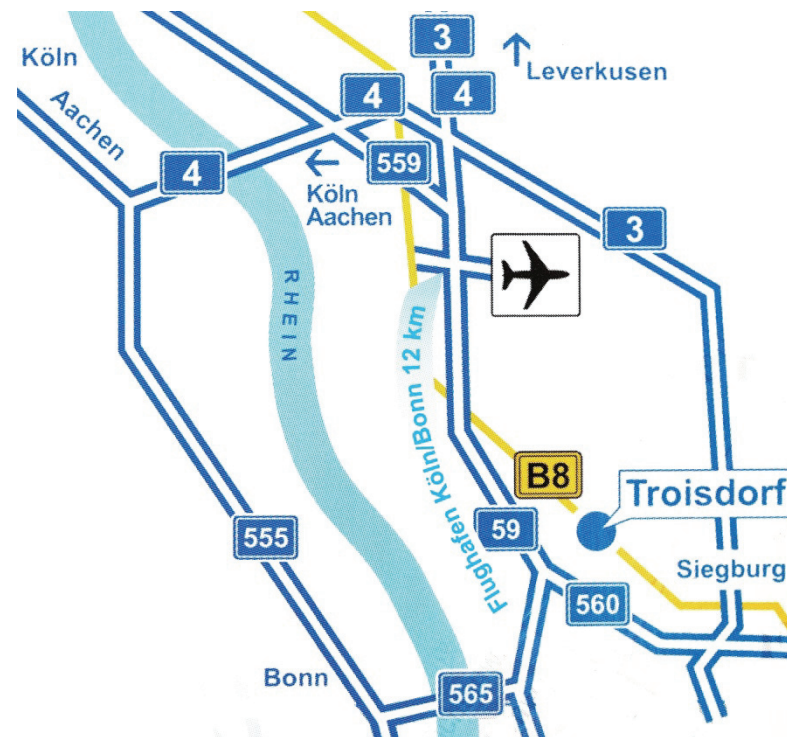 3
Köln
Leverkusen
4
4
Aachen
559
4
Köln
Aachen
3
RHEIN
Flughafen Köln/Bonn 12 km
B8
Troisdorf
555
59
Siegburg
560
Bonn
565